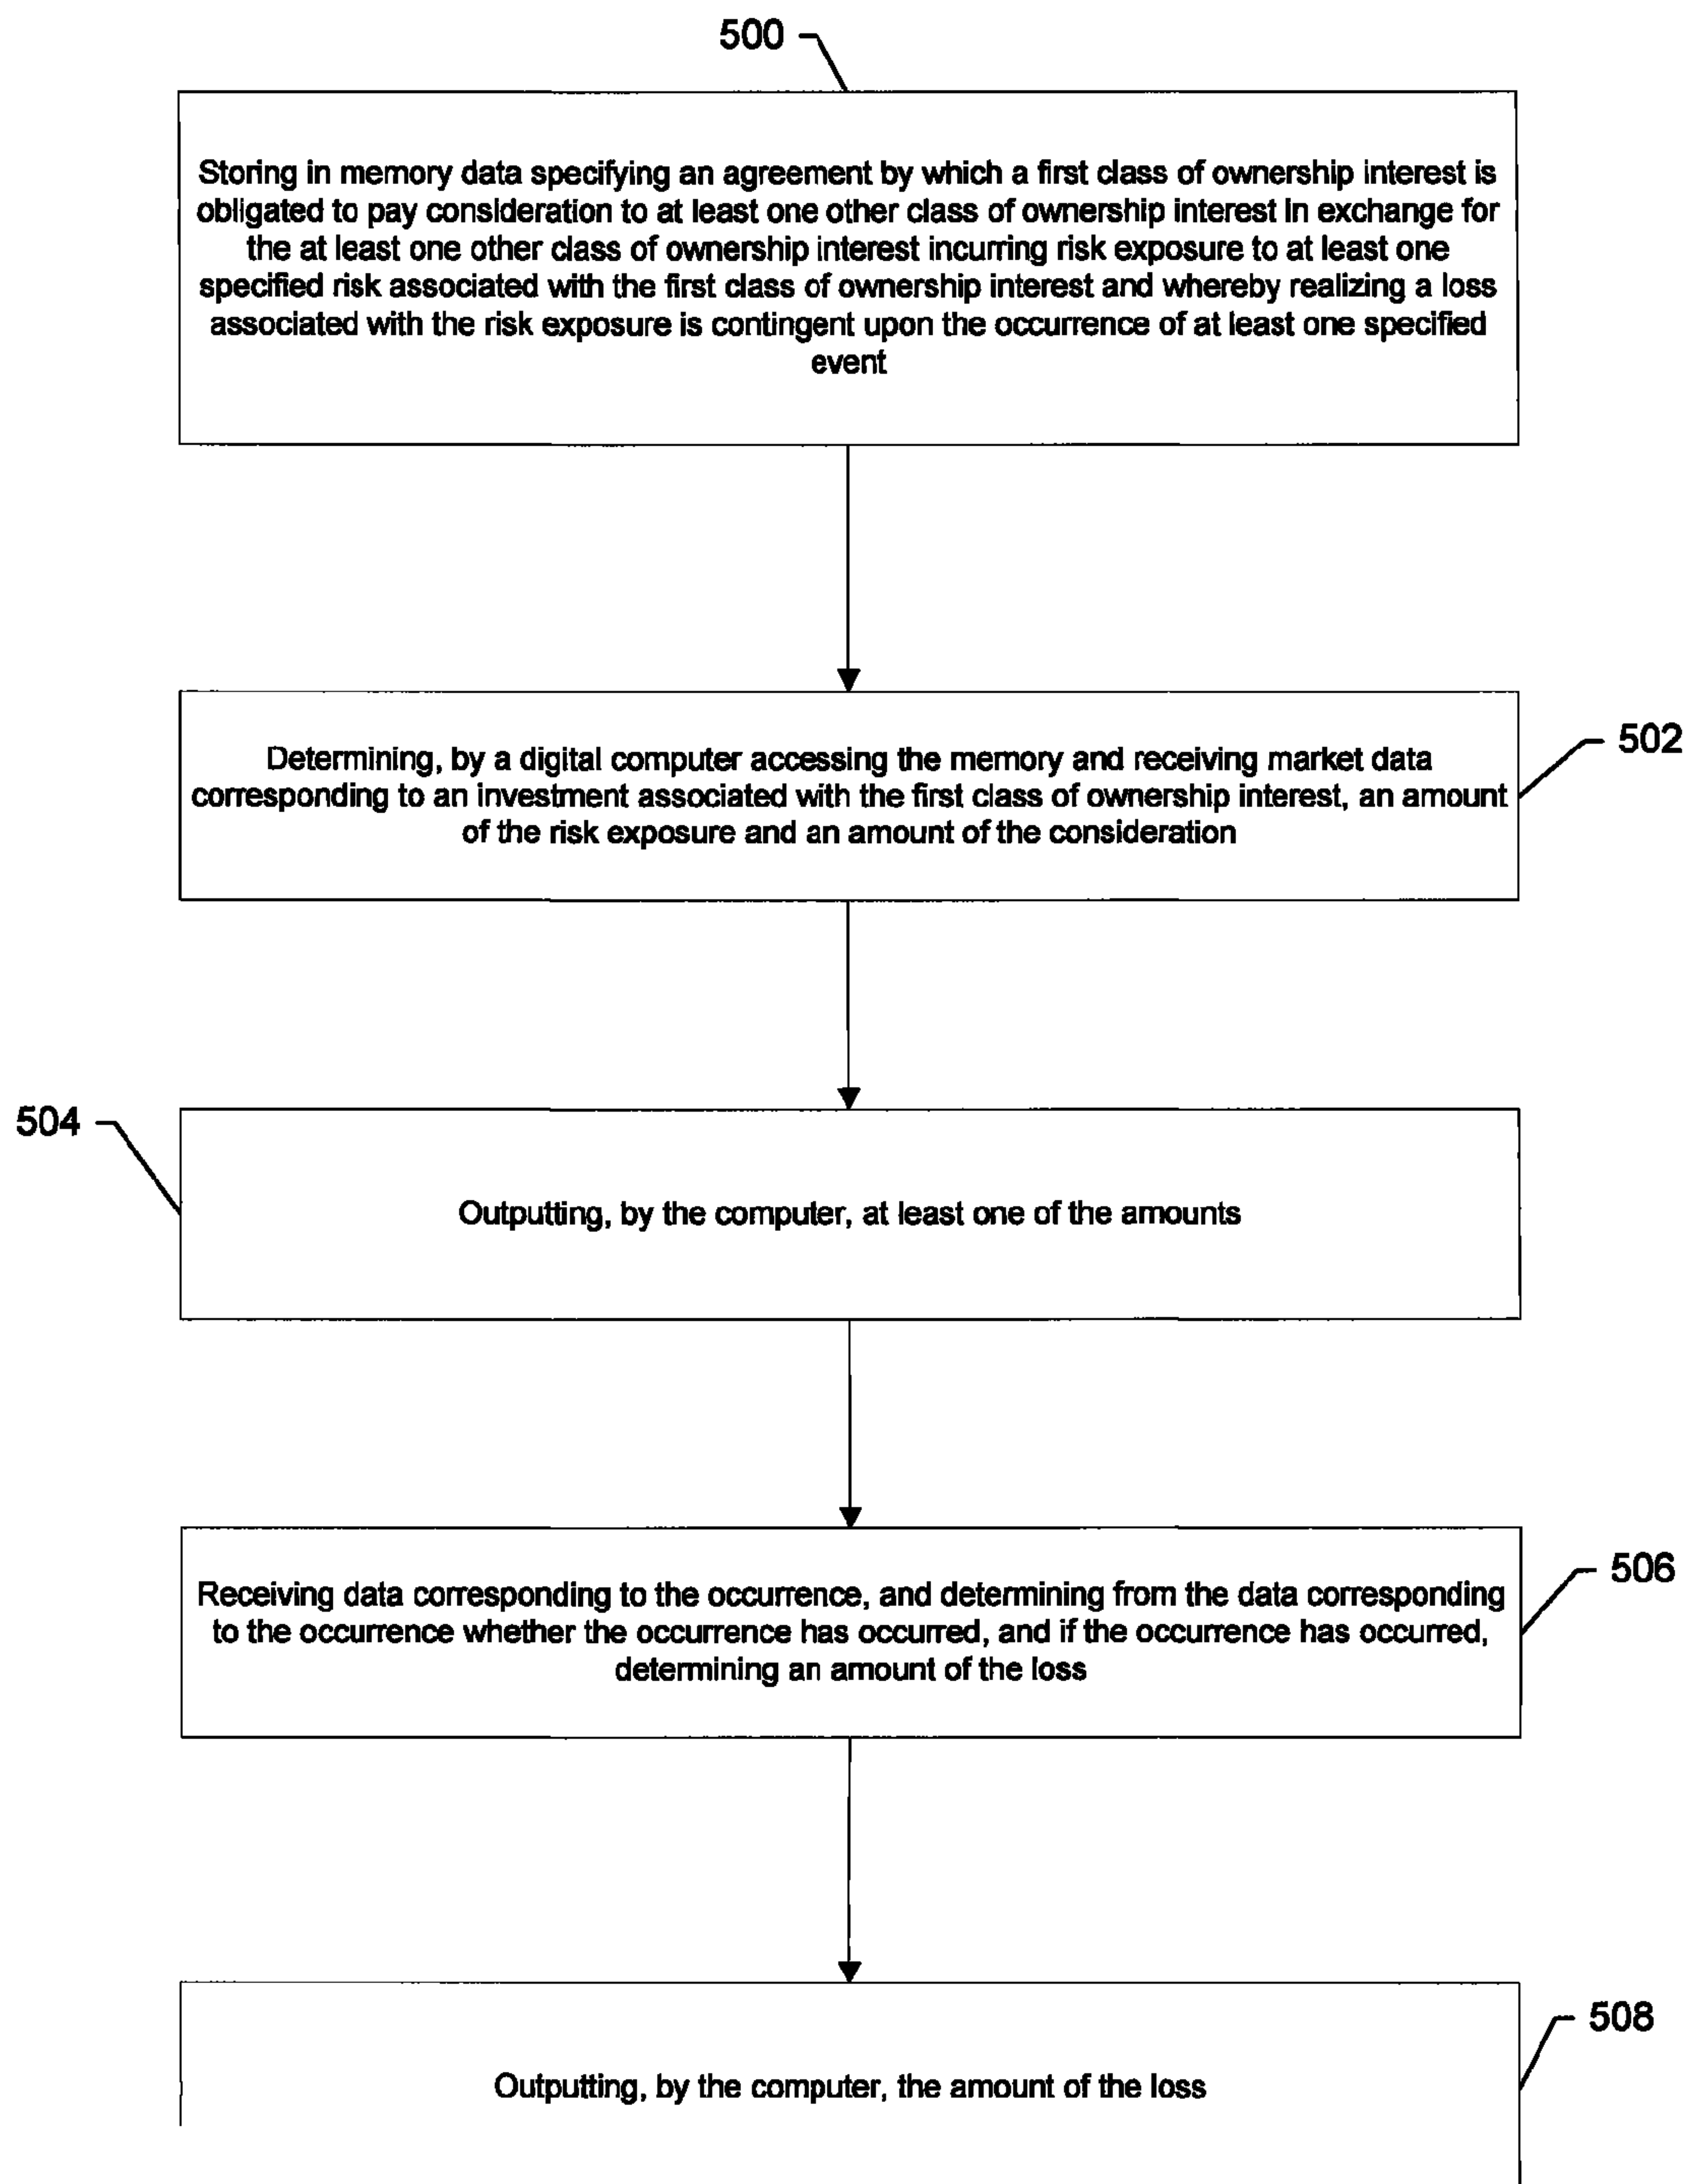 500
Storing in memory data specifying an agreement by which a first class of ownership interest is
obligated to pay consideration to at least one other class of ownership interest in exchange for
the at least one other class of ownership interest incurring risk exposure to at least one
specified risk associated with the first class of ownership interest and whereby realizing a loss
associated with the risk exposure is contingent upon the occurrence of at least one specified
event
502
Determining, by a digital computer accessing the memory and receiving market data
corresponding to an investment associated with the first class of ownership interest, an amount
of the risk exposure and an amount of the consideration
504
Outputting, by the computer, at least one of the amounts
506
Receiving data corresponding to the occurrence, and determining from the data corresponding
to the occurrence whether the occurrence has occurred, and if the occurrence has occurred,
determining an amount of the loss
508
Outputting, by the computer, the amount of the loss